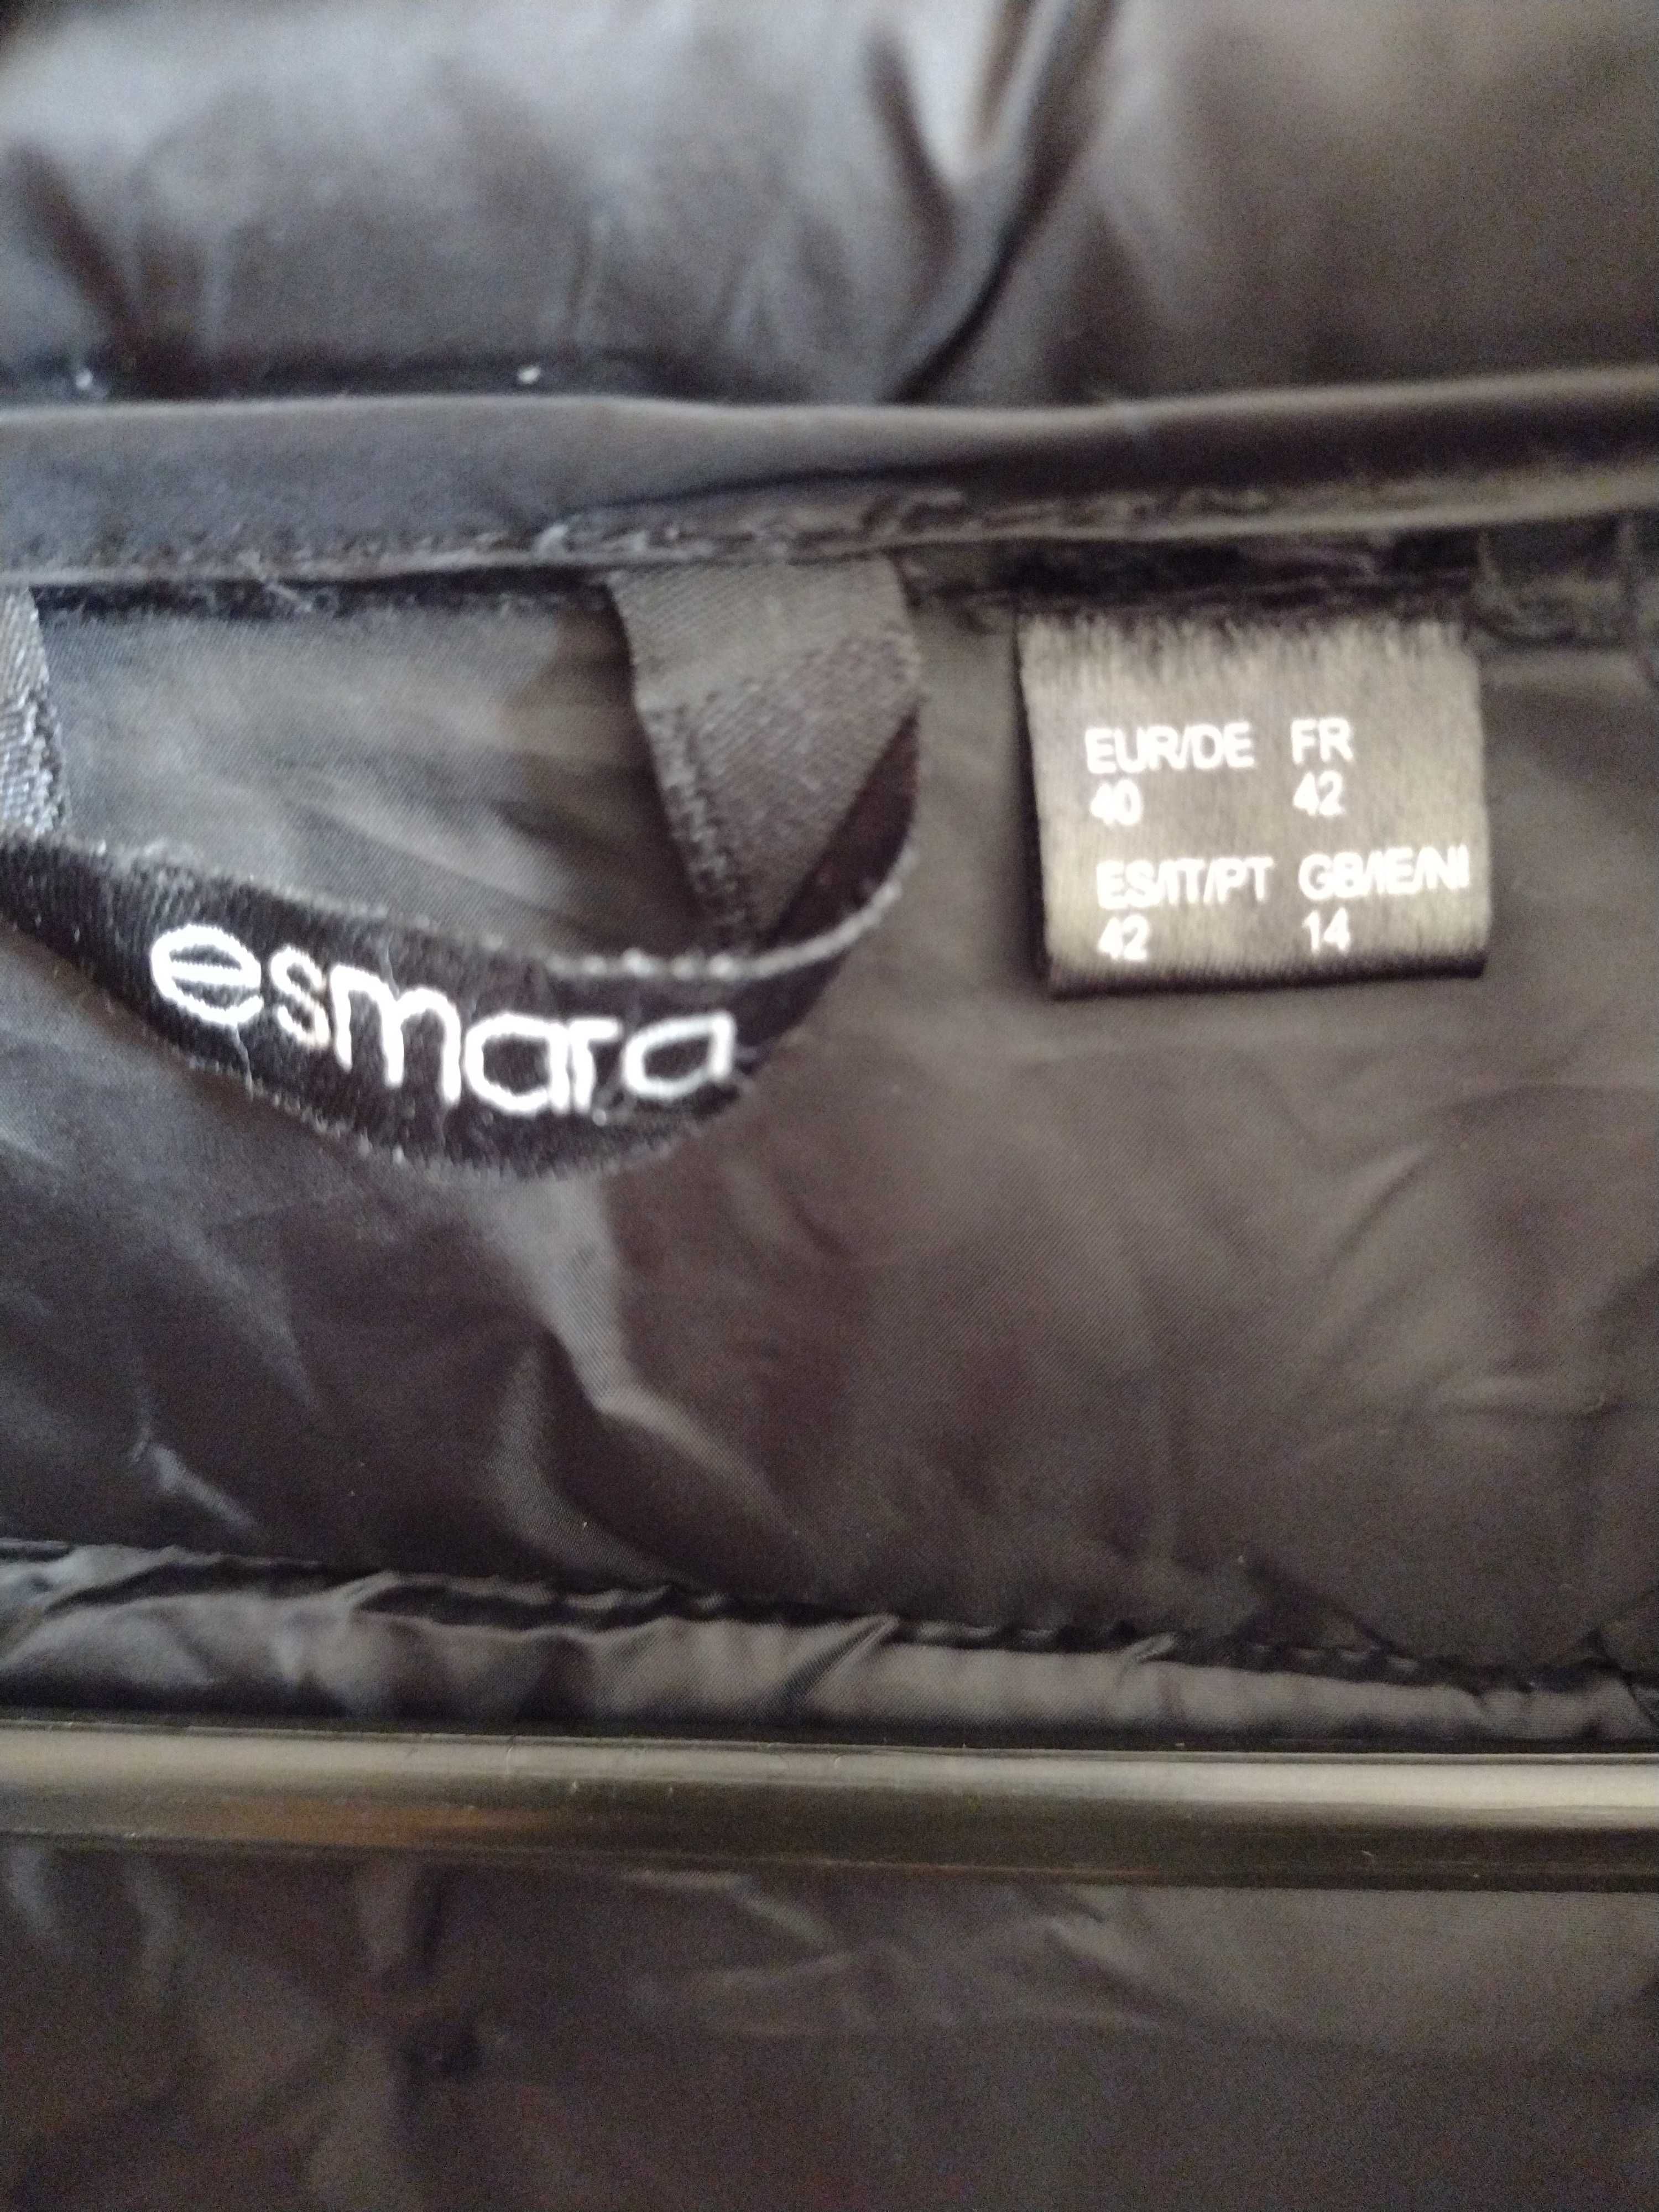 esmara
EUR/DE FR
40 42
ES/IT/PT GB/IE/NI
42 14